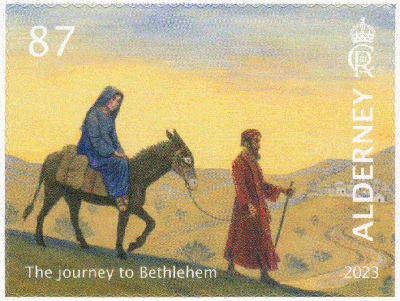 87
ALDERNEY
The journey to Bethlehem
2023